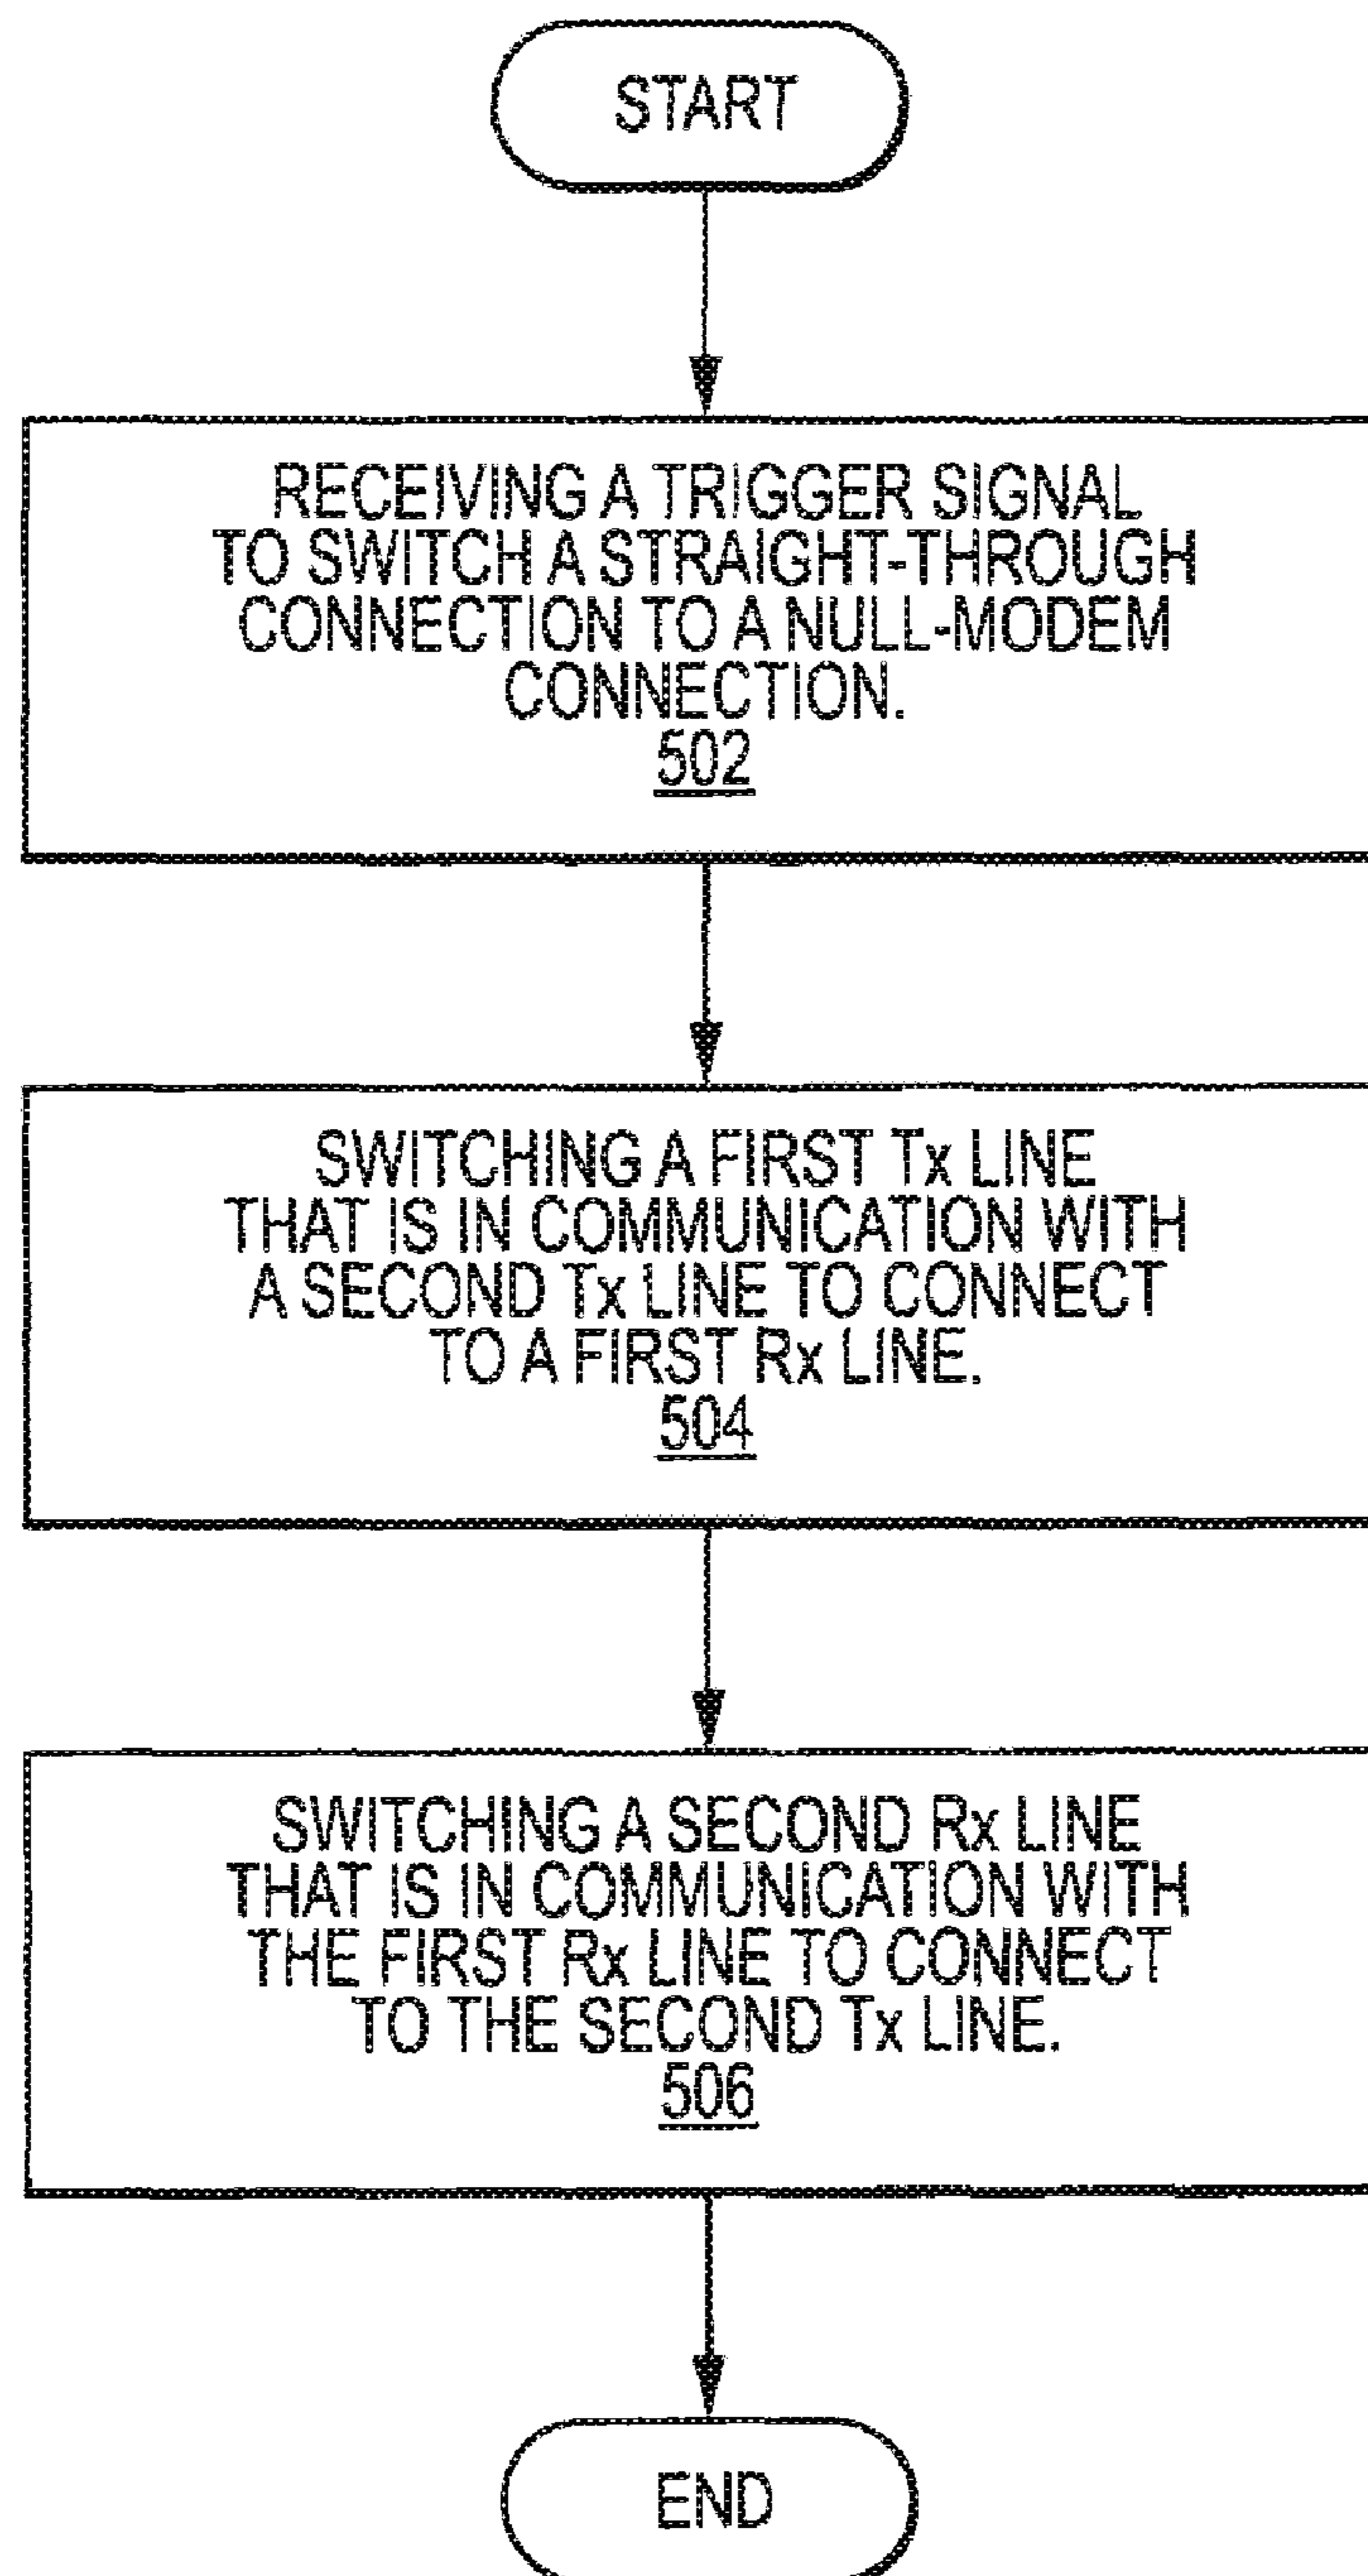 START
RECEIVING A TRIGGER SIGNAL
TO SWITCH A STRAIGHT-THROUGH
CONNECTION TO A NULL-MODEM
CONNECTION.
502
SWITCHING A FIRST Tx LINE
THAT IS IN COMMUNICATION WITH
A SECOND Tx LINE TO CONNECT
TO A FIRST Rx LINE.
504
SWITCHING A SECOND Rx LINE
THAT IS IN COMMUNICATION WITH
THE FIRST Rx LINE TO CONNECT
TO THE SECOND Tx LINE.
506
END